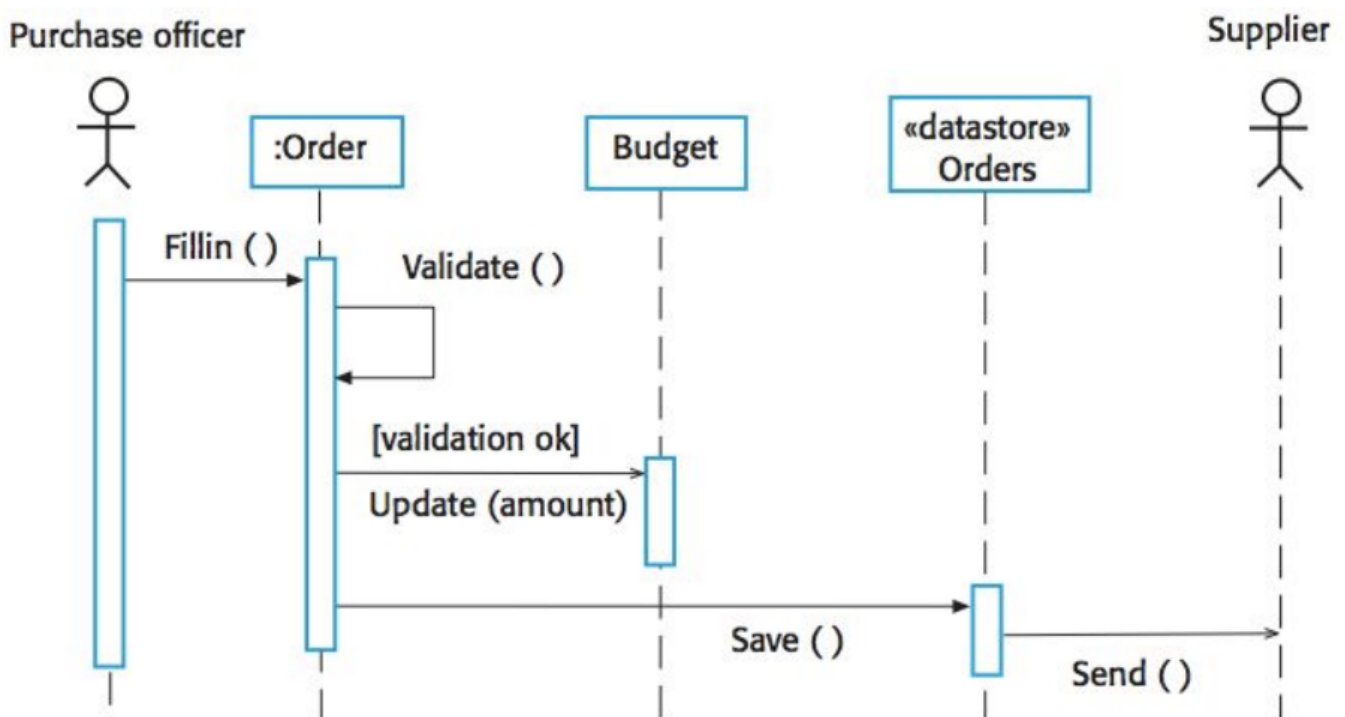 Purchase officer
Supplier
:Order
Budget
«datastore»
Orders
Fillin ( )
Validate ( )
[validation ok]
Update (amount)
Save ( )
Send ( )